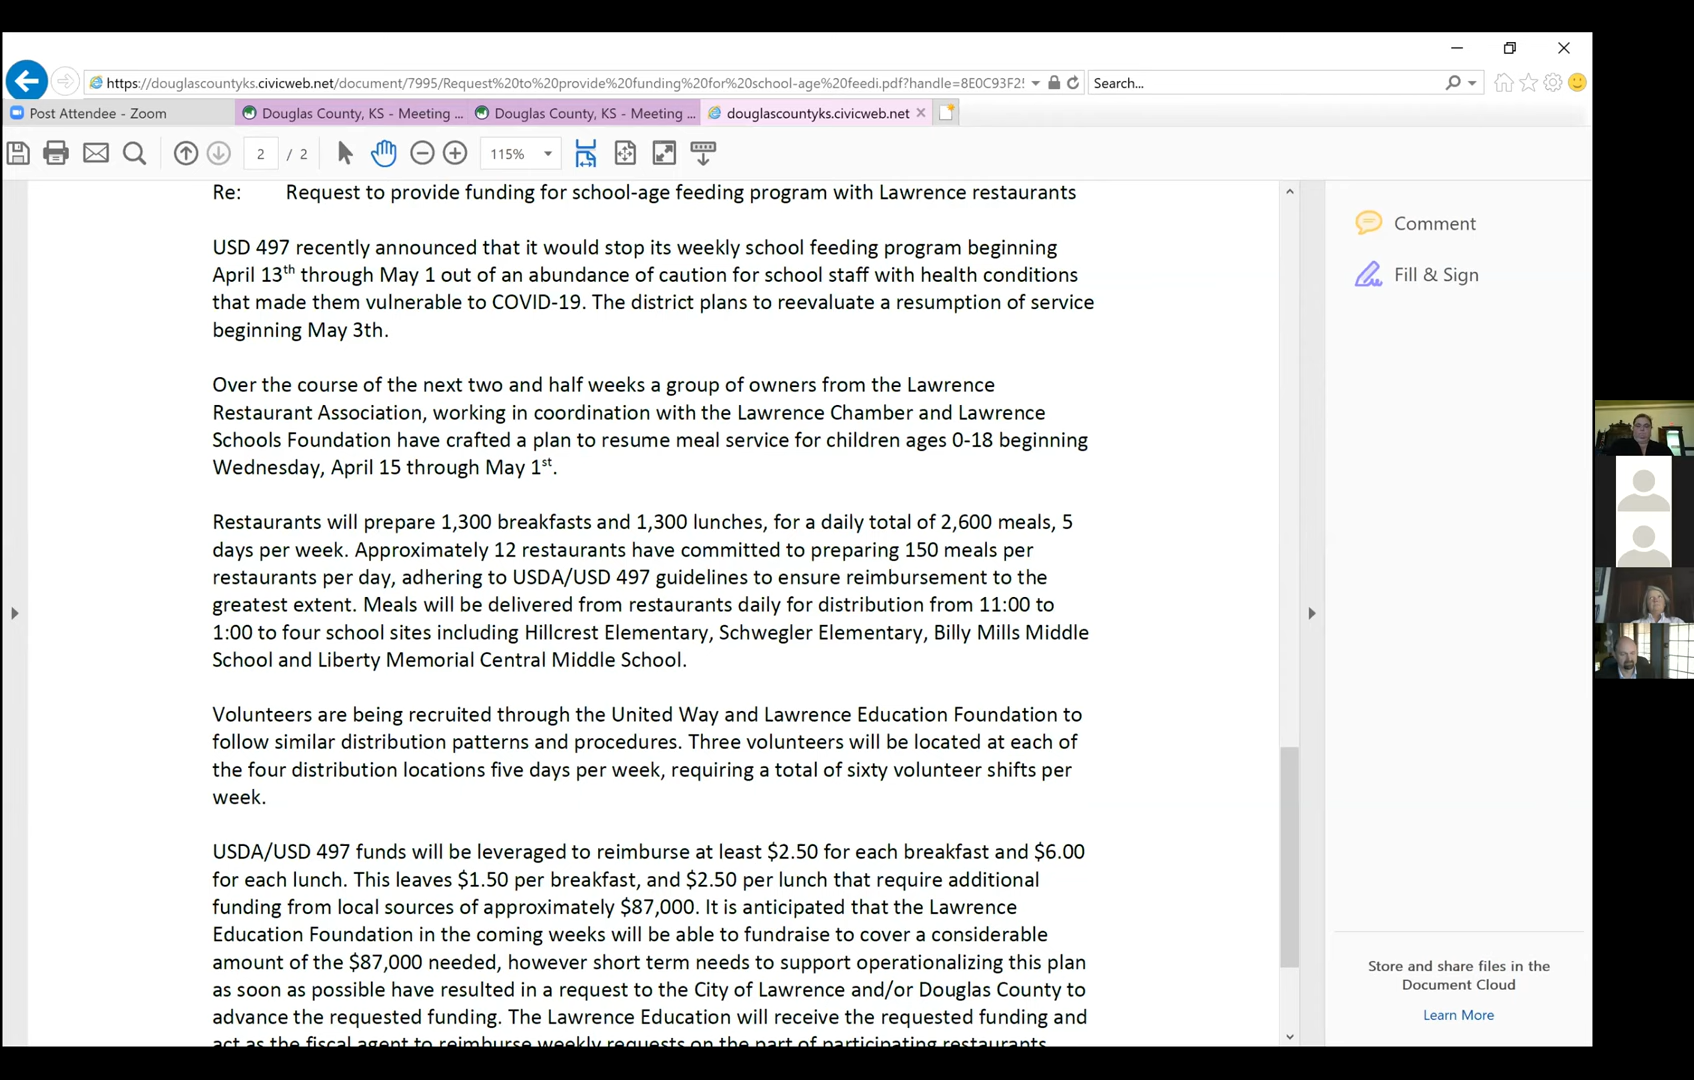 https://douglascountyks.civicweb.net/document/7995/Request%20to%20provide%20funding%20for%20school-age%20feedi.pdf?handle=8E0C93F2!
Search...
Post Attendee - Zoom
Douglas County, KS - Meeting ...
Douglas County, KS - Meeting ...
douglascountyks.civicweb.net
2 / 2
115%
Re: Request to provide funding for school-age feeding program with Lawrence restaurants
USD 497 recently announced that it would stop its weekly school feeding program beginning
April 13th through May 1 out of an abundance of caution for school staff with health conditions
that made them vulnerable to COVID-19. The district plans to reevaluate a resumption of service
beginning May 3th.
Over the course of the next two and half weeks a group of owners from the Lawrence
Restaurant Association, working in coordination with the Lawrence Chamber and Lawrence
Schools Foundation have crafted a plan to resume meal service for children ages 0-18 beginning
Wednesday, April 15 through May 1st.
Restaurants will prepare 1,300 breakfasts and 1,300 lunches, for a daily total of 2,600 meals, 5
days per week. Approximately 12 restaurants have committed to preparing 150 meals per
restaurants per day, adhering to USDA/USD 497 guidelines to ensure reimbursement to the
greatest extent. Meals will be delivered from restaurants daily for distribution from 11:00 to
1:00 to four school sites including Hillcrest Elementary, Schwegler Elementary, Billy Mills Middle
School and Liberty Memorial Central Middle School.
Volunteers are being recruited through the United Way and Lawrence Education Foundation to
follow similar distribution patterns and procedures. Three volunteers will be located at each of
the four distribution locations five days per week, requiring a total of sixty volunteer shifts per
week.
USDA/USD 497 funds will be leveraged to reimburse at least $2.50 for each breakfast and $6.00
for each lunch. This leaves $1.50 per breakfast, and $2.50 per lunch that require additional
funding from local sources of approximately $87,000. It is anticipated that the Lawrence
Education Foundation in the coming weeks will be able to fundraise to cover a considerable
amount of the $87,000 needed, however short term needs to support operationalizing this plan
as soon as possible have resulted in a request to the City of Lawrence and/or Douglas County to
advance the requested funding. The Lawrence Education will receive the requested funding and
act as the fiscal agent to reimburse weekly requests on the part of participating restaurants
Comment
Fill & Sign
Store and share files in the
Document Cloud
Learn More